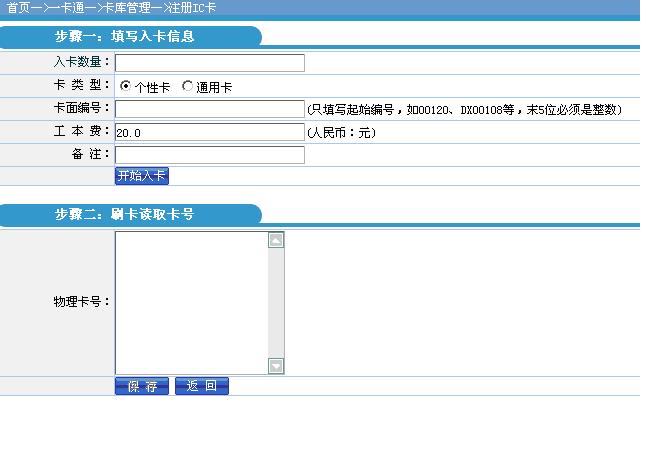 首页—>一卡通—>卡库管理—>注册IC卡
步骤一：填写入卡信息
入卡数量：
卡 类 型： 个性卡 通用卡
卡面编号： (只填写起始编号，如00120、DX00108等，末5位必须是整数)
工 本 费： 20.0 (人民币：元)
备 注：
开始入卡
步骤二：刷卡读取卡号
物理卡号：
保 存 返 回